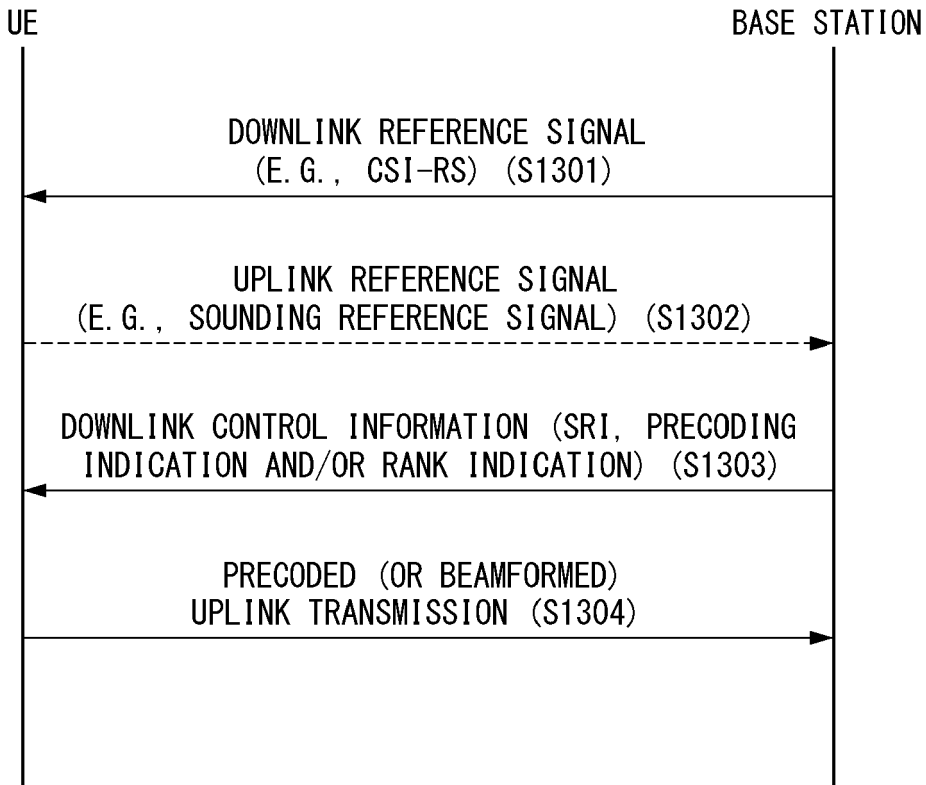 UE
BASE STATION
DOWNLINK REFERENCE SIGNAL
(E.G., CSI-RS) (S1301)
UPLINK REFERENCE SIGNAL
(E.G., SOUNDING REFERENCE SIGNAL) (S1302)
DOWNLINK CONTROL INFORMATION (SRI, PRECODING
INDICATION AND/OR RANK INDICATION) (S1303)
PRECODED (OR BEAMFORMED)
UPLINK TRANSMISSION (S1304)